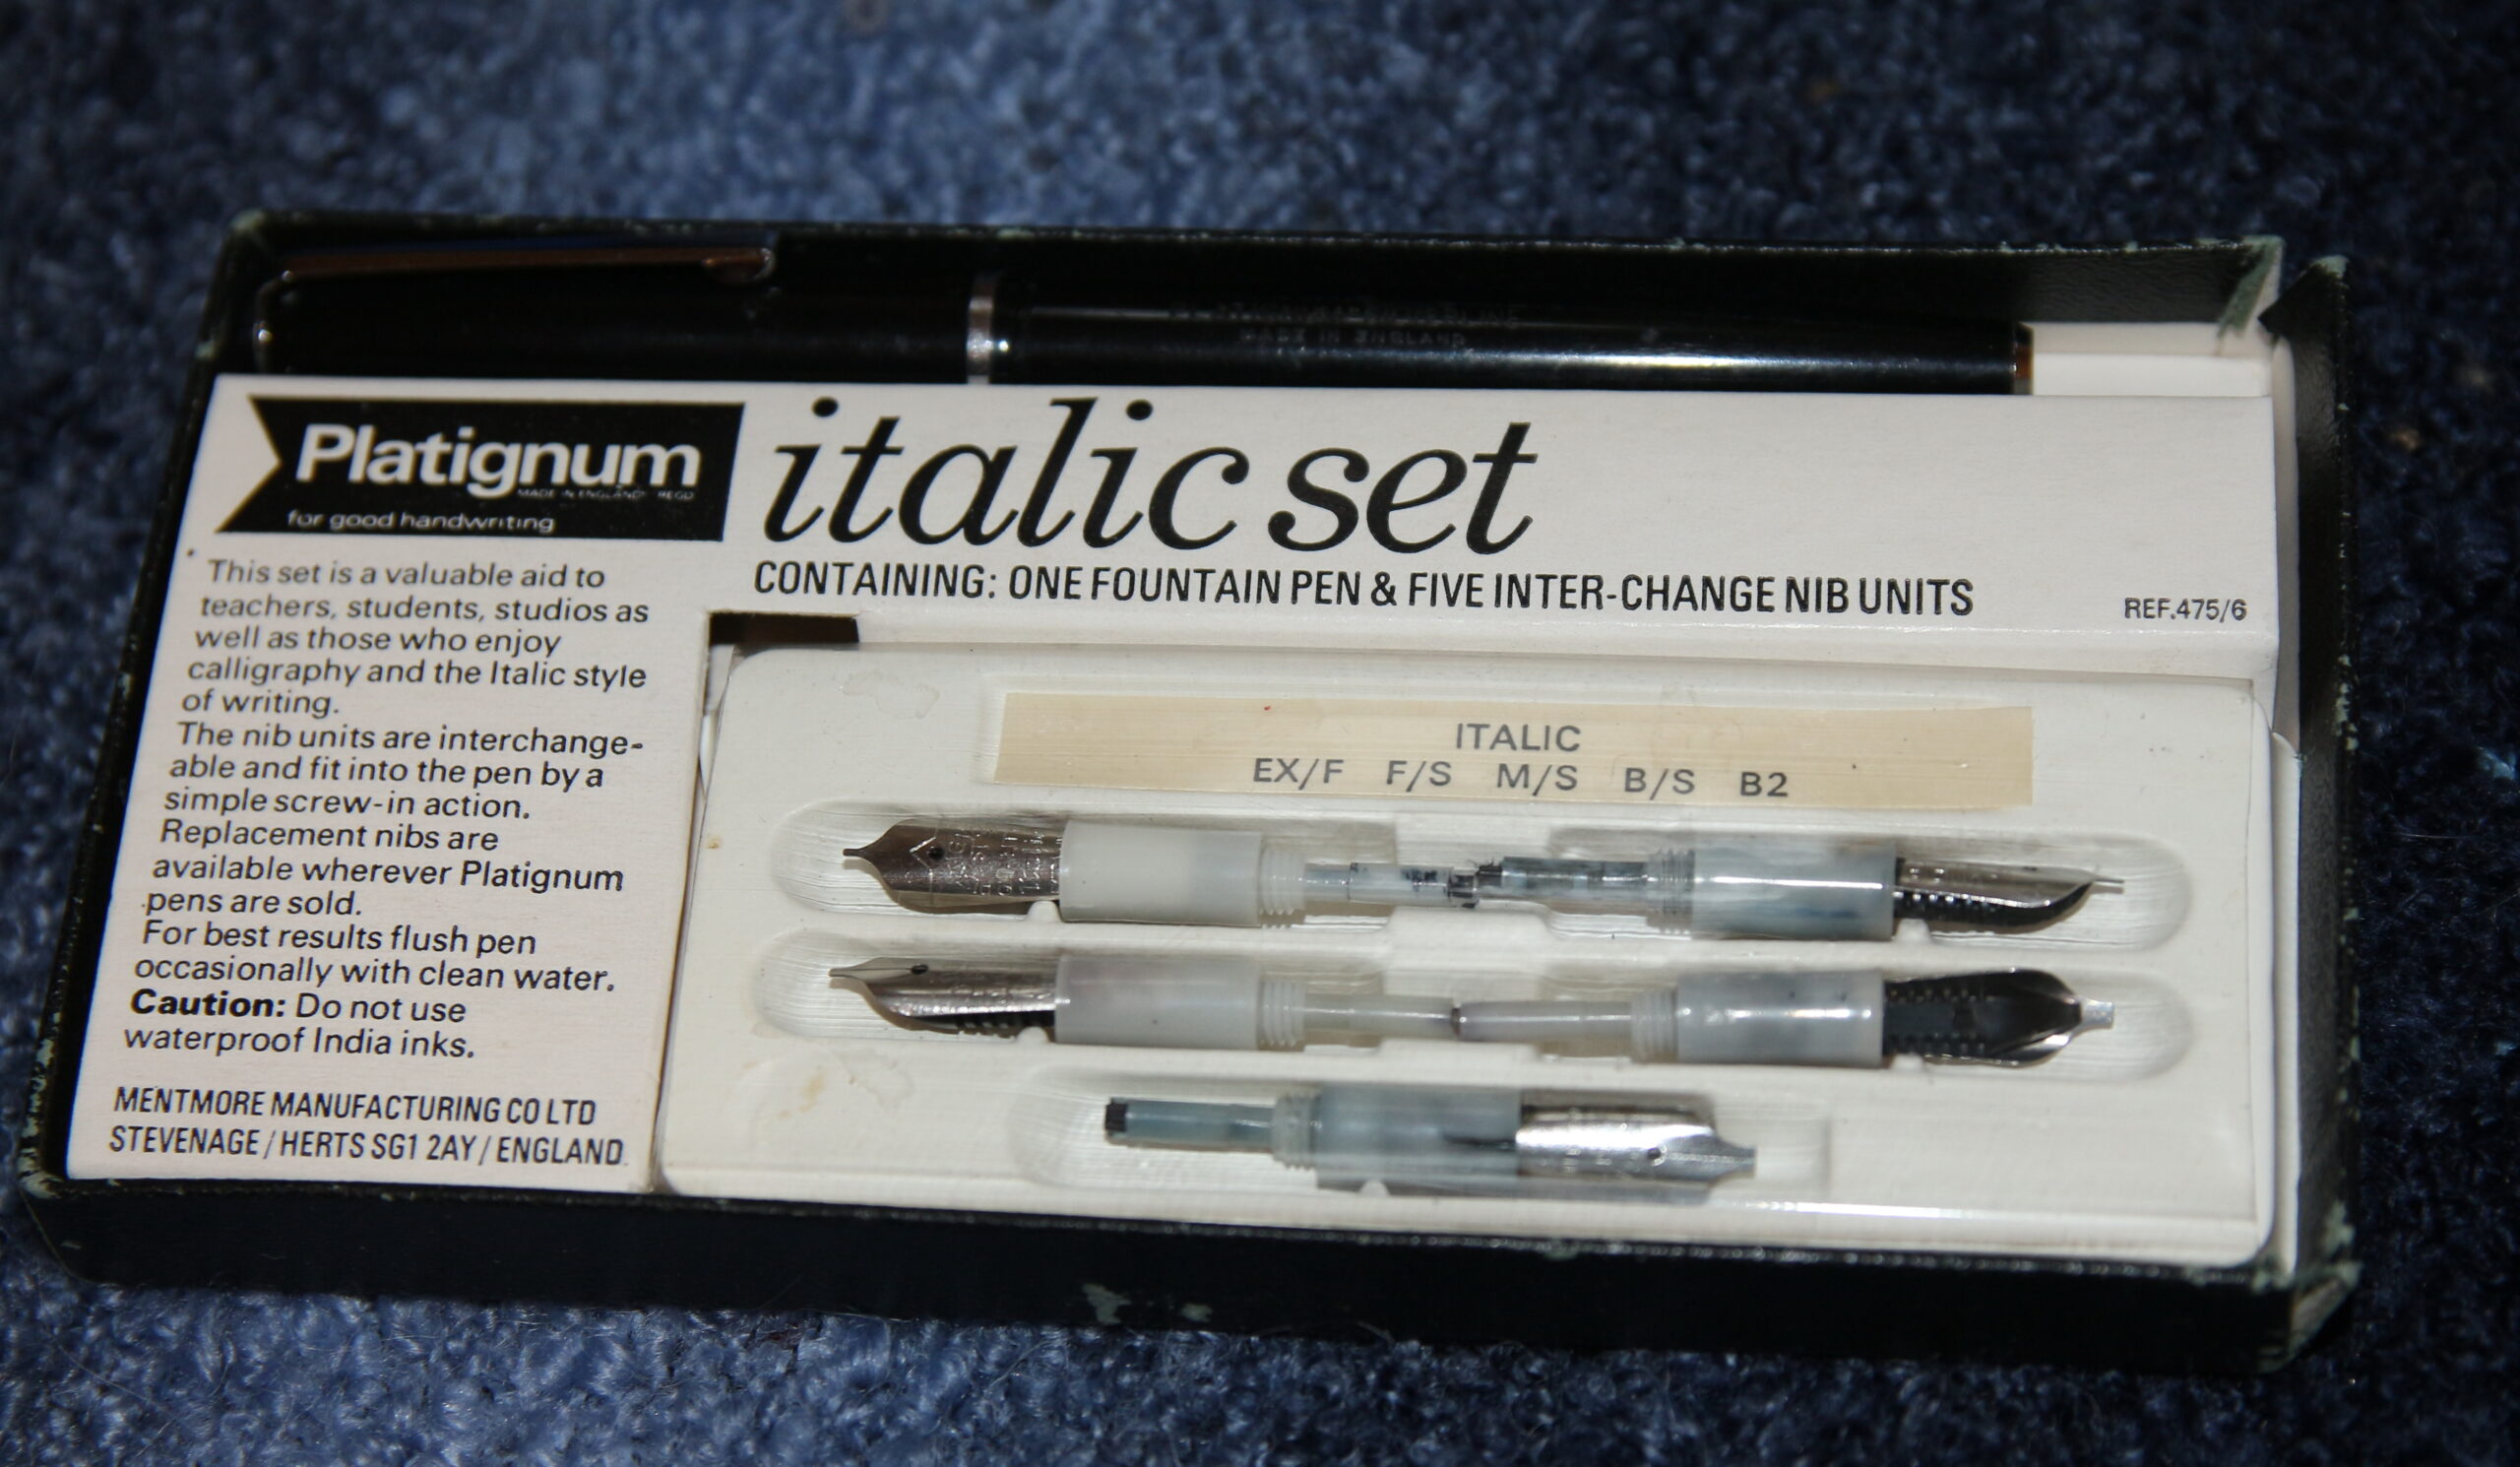 MADE IN ENGLAND
Platignum
MADE IN ENGLAND REGD
for good handwriting
italic set
CONTAINING: ONE FOUNTAIN PEN & FIVE INTER-CHANGE NIB UNITS
REF.475/6
This set is a valuable aid to
teachers, students, studios as
well as those who enjoy
calligraphy and the Italic style
of writing.
The nib units are interchange-
able and fit into the pen by a
simple screw-in action.
Replacement nibs are
available wherever Platignum
pens are sold.
For best results flush pen
occasionally with clean water.
Caution: Do not use
waterproof India inks.
MENTMORE MANUFACTURING CO LTD
STEVENAGE / HERTS SG1 2AY / ENGLAND.
ITALIC
EX/F F/S M/S B/S B2